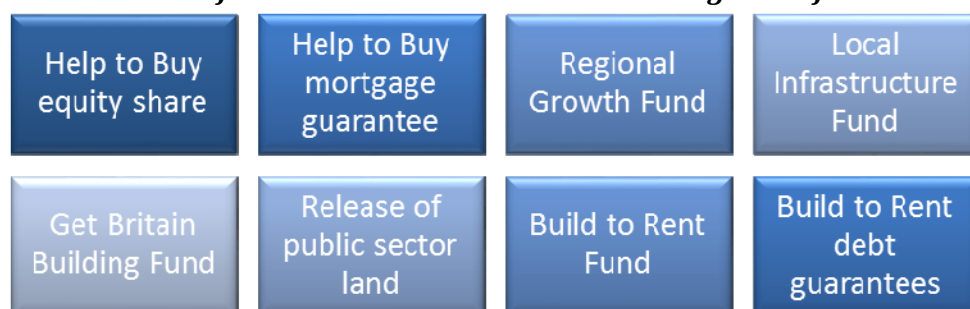 Help to Buy
equity share
Help to Buy
mortgage
guarantee
Regional
Growth Fund
Local
Infrastructure
Fund
Get Britain
Building Fund
Release of
public sector
land
Build to Rent
Fund
Build to Rent
debt
guarantees